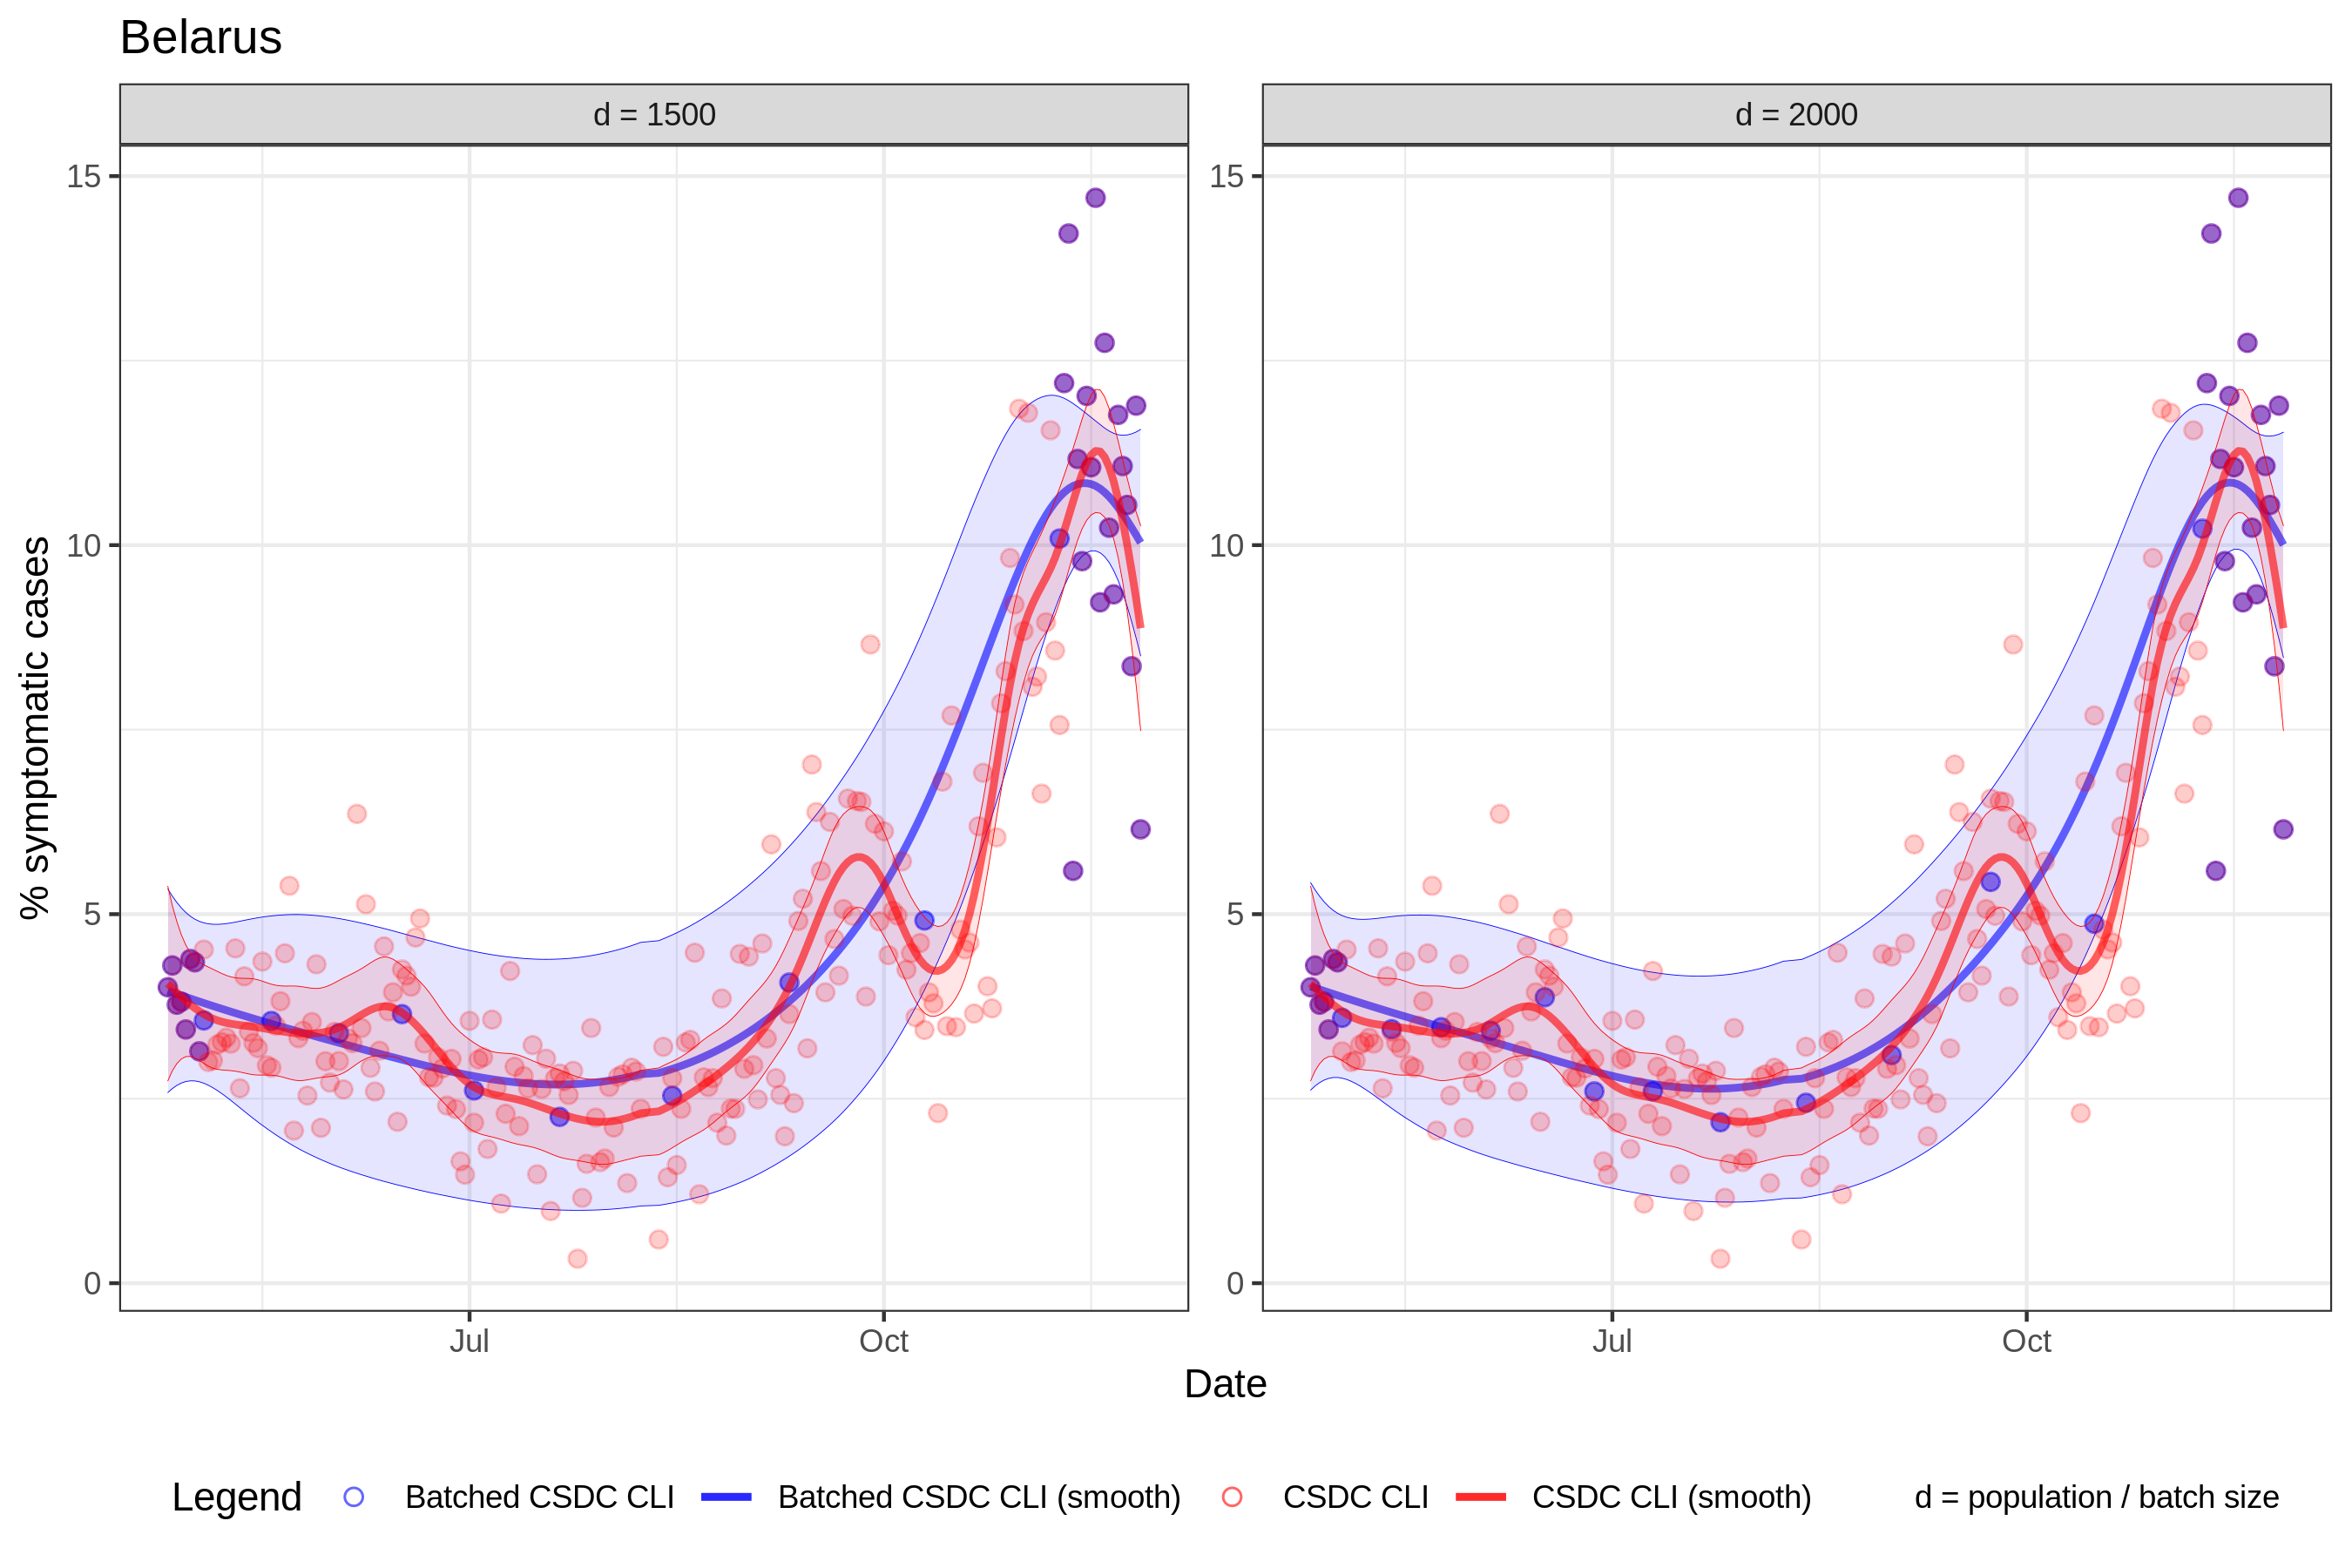 Belarus
d = 1500
d = 2000
15
10
5
0
15
10
5
0
% symptomatic cases
Jul
Oct
Jul
Oct
Date
Legend
Batched CSDC CLI
Batched CSDC CLI (smooth)
CSDC CLI
CSDC CLI (smooth)
d = population / batch size